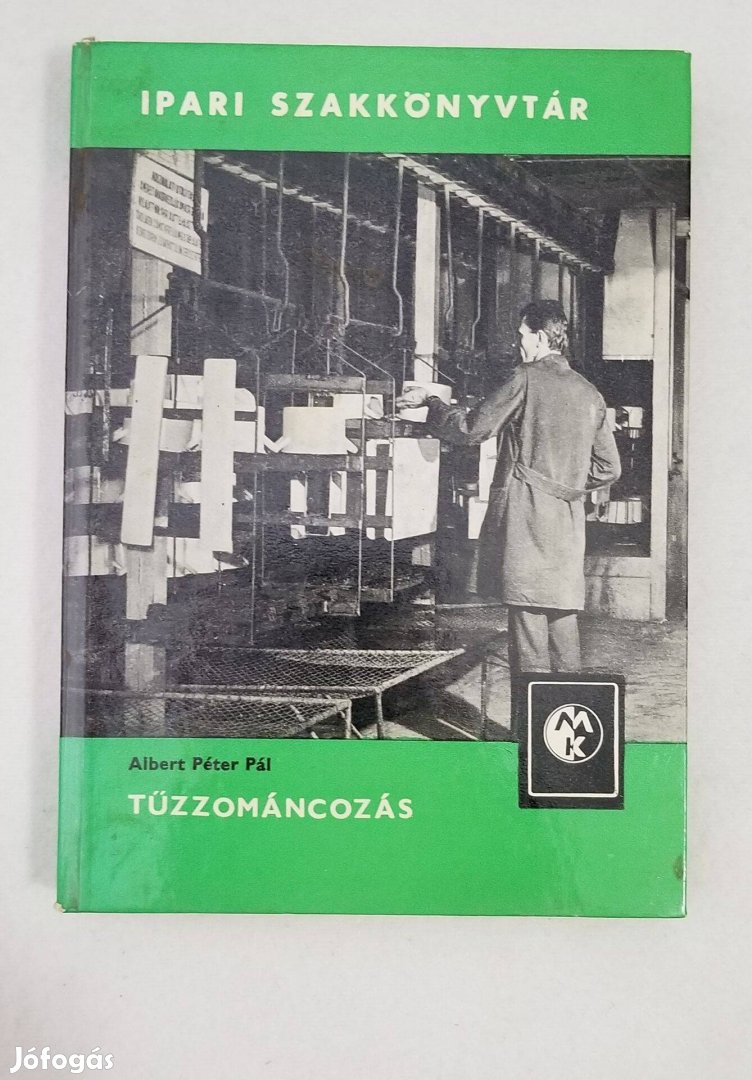 IPARI SZAKKÖNYVTÁR
MK
Albert Péter Pál
TŰZZOMÁNCOZÁS
Jófogás